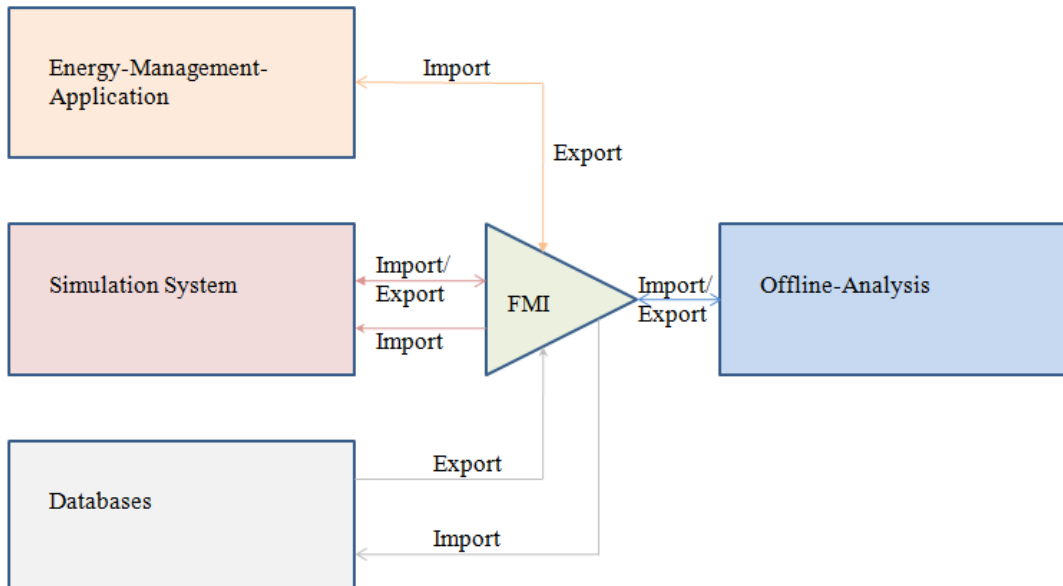 Energy-Management-
Application
Import
Export
Simulation System
Import/
Export
Import
FMI
Import/
Export
Offline-Analysis
Databases
Export
Import